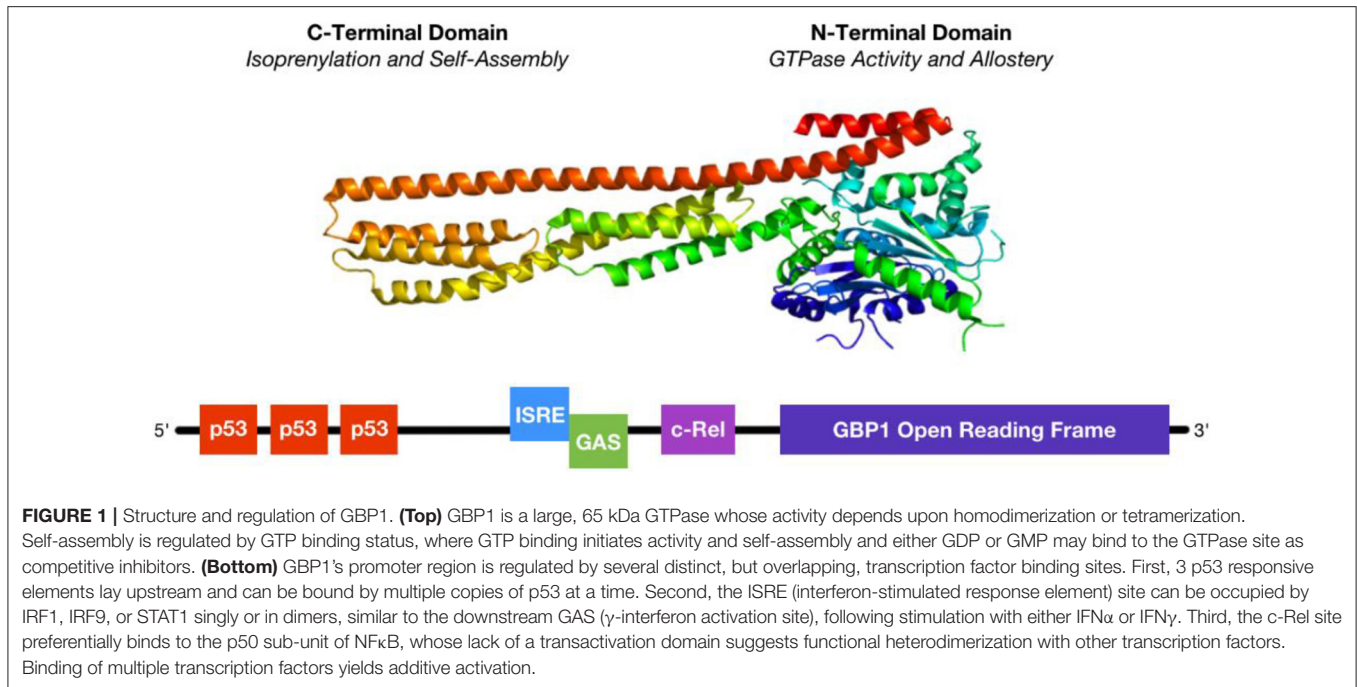 C-Terminal Domain
Isoprenylation and Self-Assembly
N-Terminal Domain
GTPase Activity and Allostery
5'
p53
p53
p53
ISRE
GAS
c-Rel
GBP1 Open Reading Frame
3'
FIGURE 1 | Structure and regulation of GBP1. (Top) GBP1 is a large, 65 kDa GTPase whose activity depends upon homodimerization or tetramerization.
Self-assembly is regulated by GTP binding status, where GTP binding initiates activity and self-assembly and either GDP or GMP may bind to the GTPase site as
competitive inhibitors. (Bottom) GBP1's promoter region is regulated by several distinct, but overlapping, transcription factor binding sites. First, 3 p53 responsive
elements lay upstream and can be bound by multiple copies of p53 at a time. Second, the ISRE (interferon-stimulated response element) site can be occupied by
IRF1, IRF9, or STAT1 singly or in dimers, similar to the downstream GAS (γ-interferon activation site), following stimulation with either IFNα or IFNγ. Third, the c-Rel site
preferentially binds to the p50 sub-unit of NFκB, whose lack of a transactivation domain suggests functional heterodimerization with other transcription factors.
Binding of multiple transcription factors yields additive activation.